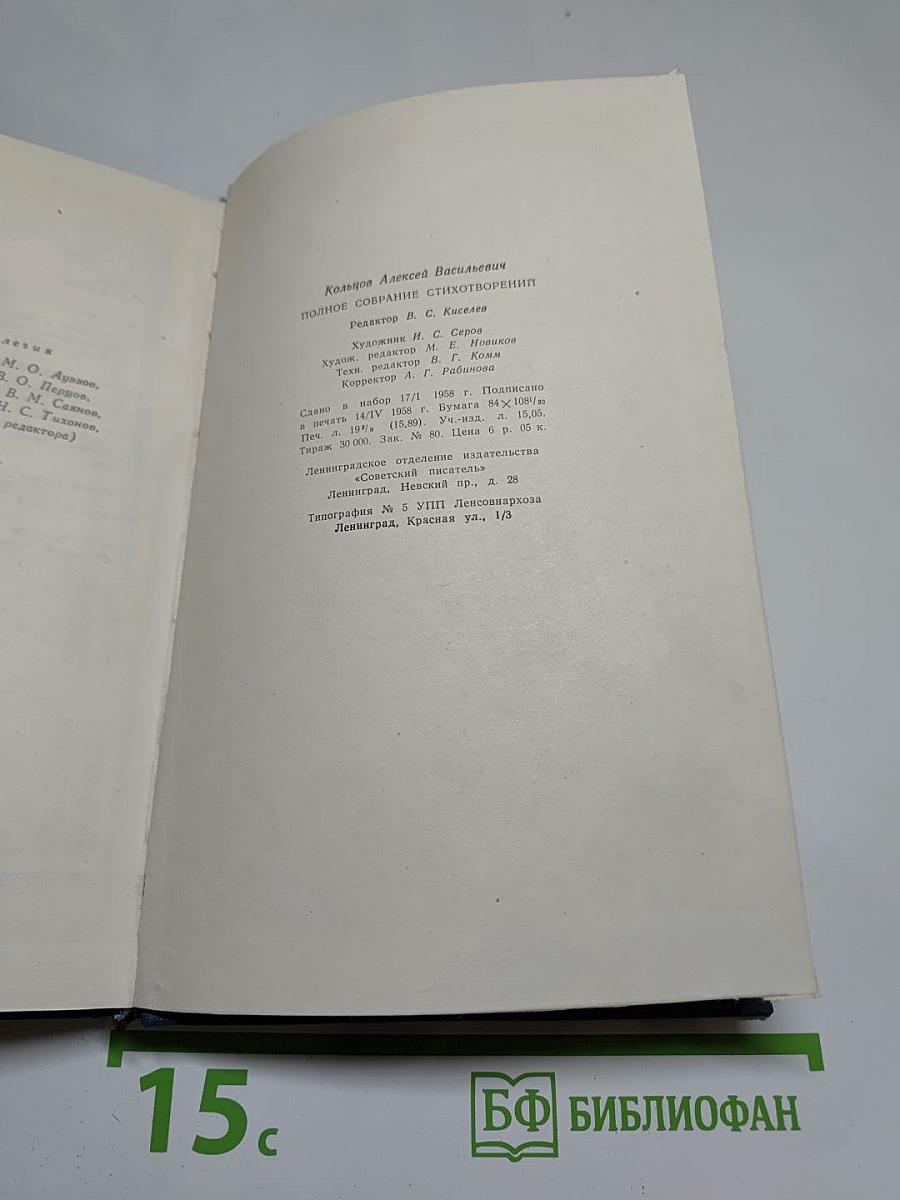 легия
М. О. Ауэзов,
В. О. Перцов,
В. М. Саянов,
Н. С. Тихонов,
редактора)
Кольцов Алексей Васильевич
ПОЛНОЕ СОБРАНИЕ СТИХОТВОРЕНИЙ
Редактор В. С. Киселев
Художник И. С. Серов
Худож. редактор М. Е. Новиков
Техн. редактор В. Г. Комм
Корректор А. Г. Рабинова
Сдано в набор 17/I 1958 г. Подписано
в печать 14/IV 1958 г. Бумага 84×108¹/₃₂
Печ. л. 19³/₈ (15,89). Уч.-изд. л. 15,05.
Тираж 30 000. Зак. № 80. Цена 6 р. 05 к.
Ленинградское отделение издательства
«Советский писатель»
Ленинград, Невский пр., д. 28
Типография № 5 УПП Ленсовнархоза
Ленинград, Красная ул., 1/3
15 с
БФ БИБЛИОФАН